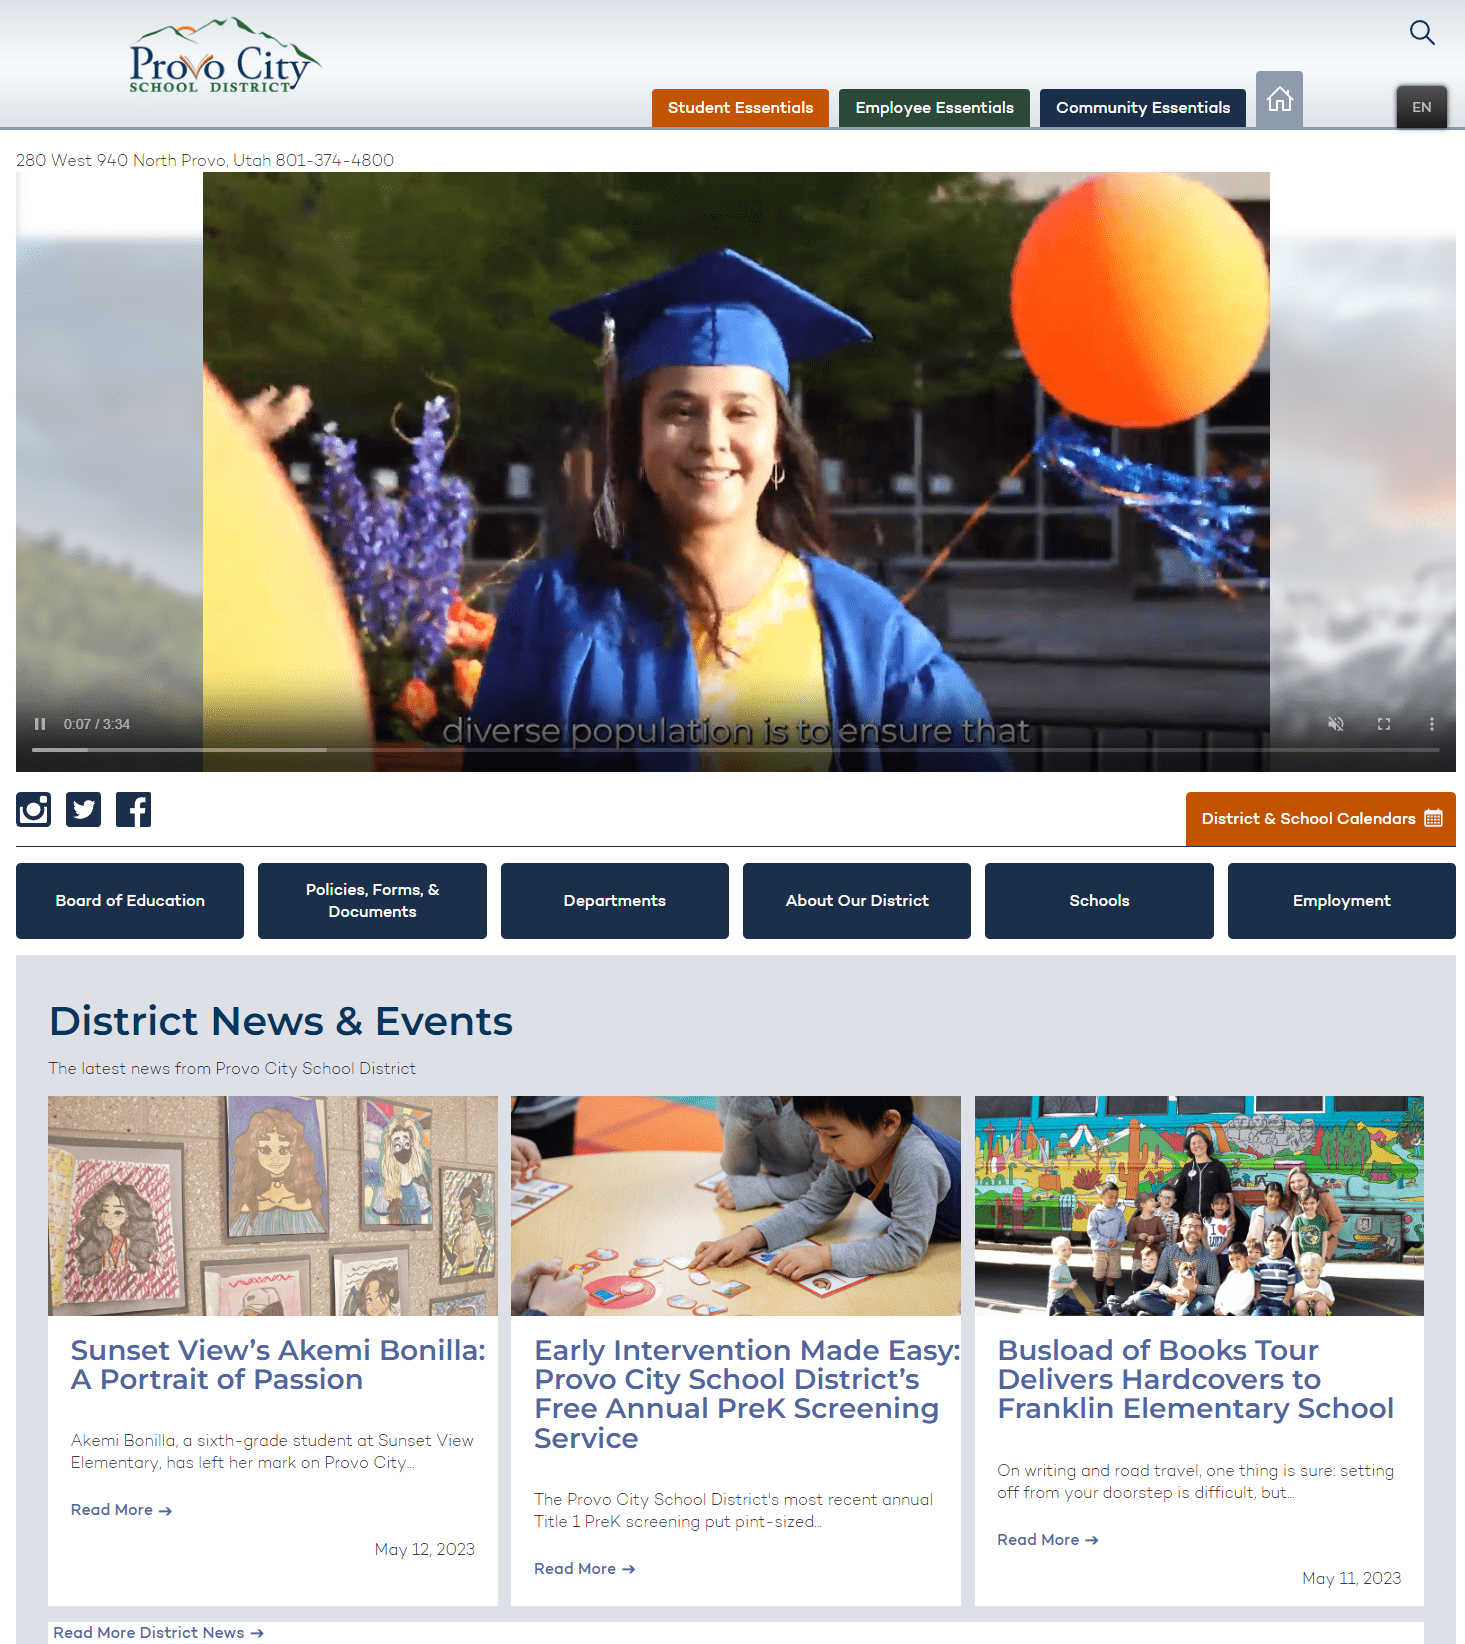 Provo City
SCHOOL DISTRICT
Student Essentials
Employee Essentials
Community Essentials
EN
280 West 940 North Provo, Utah 801-374-4800
0:07 / 3:34
diverse population is to ensure that
District & School Calendars
Board of Education
Policies, Forms, &
Documents
Departments
About Our District
Schools
Employment
District News & Events
The latest news from Provo City School District
Sunset View's Akemi Bonilla:
A Portrait of Passion
Akemi Bonilla, a sixth-grade student at Sunset View
Elementary, has left her mark on Provo City...
Read More →
May 12, 2023
Early Intervention Made Easy:
Provo City School District's
Free Annual PreK Screening
Service
The Provo City School District's most recent annual
Title 1 PreK screening put pint-sized...
Read More →
Busload of Books Tour
Delivers Hardcovers to
Franklin Elementary School
On writing and road travel, one thing is sure: setting
off from your doorstep is difficult, but...
Read More →
May 11, 2023
Read More District News →